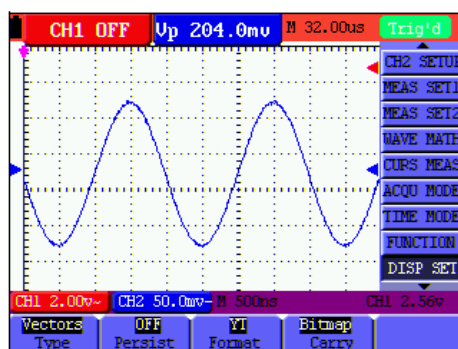 CH1 OFF Vp 204.0mv M 32.00us Trig'd
CH2 SETUP
MEAS SET1
MEAS SET2
WAVE MATH
CURS MEAS
ACQU MODE
TIME MODE
FUNCTION
DISP SET
CH1 2.00v~ CH2 50.0mv- M 500ns CH1 2.56v
Vectors OFF YT Bitmap
Type Persist Format Carry